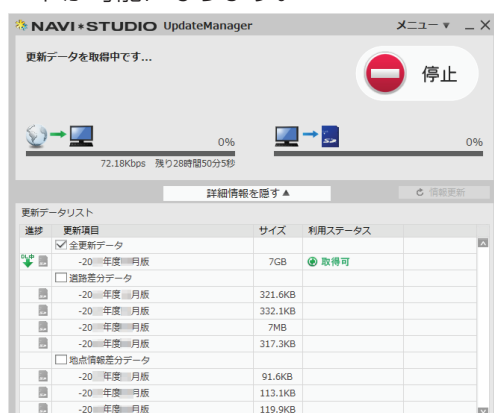 NAVI*STUDIO UpdateManager メニュー ▼ _ ×
更新データを取得中です...
停止
0% 0%
72.18Kbps 残り28時間50分5秒
詳細情報を隠す▲ 情報更新
更新データリスト
進捗 更新項目 サイズ 利用ステータス
全更新データ
DL中 -20 年度 月版 7GB 取得可
道路差分データ
-20 年度 月版 321.6KB
-20 年度 月版 332.1KB
-20 年度 月版 7MB
-20 年度 月版 317.3KB
地点情報差分データ
-20 年度 月版 91.6KB
-20 年度 月版 113.1KB
-20 年度 月版 119.9KB